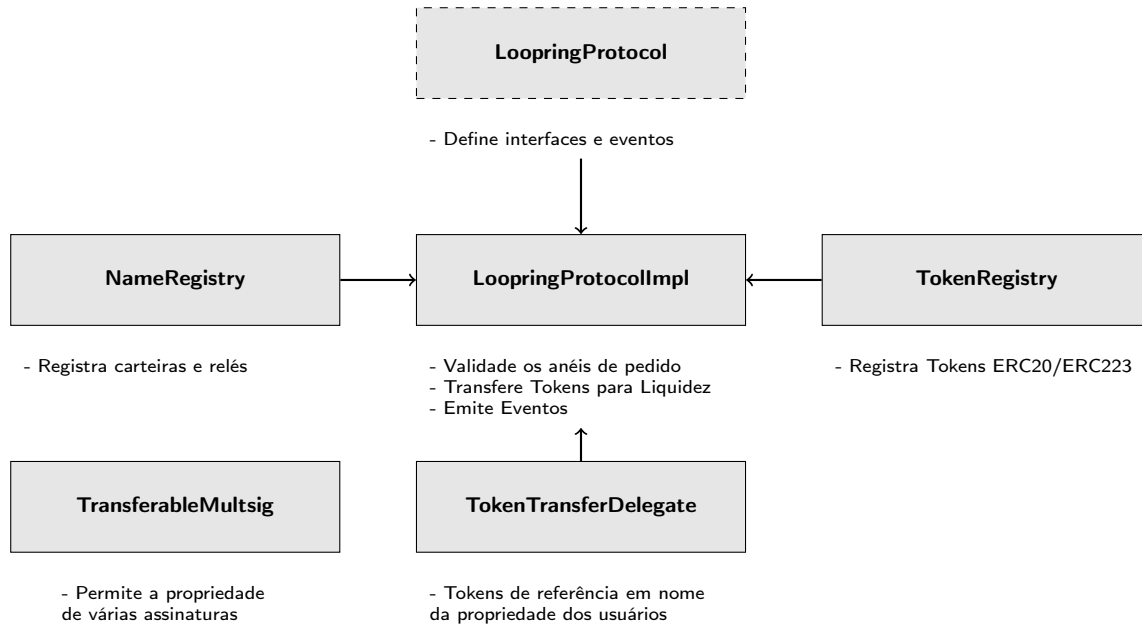 LoopringProtocol
- Define interfaces e eventos
NameRegistry
LoopringProtocolImpl
TokenRegistry
- Registra carteiras e relés
- Validade os anéis de pedido
- Transfere Tokens para Liquidez
- Emite Eventos
- Registra Tokens ERC20/ERC223
TransferableMultsig
TokenTransferDelegate
- Permite a propriedade
de várias assinaturas
- Tokens de referência em nome
da propriedade dos usuários